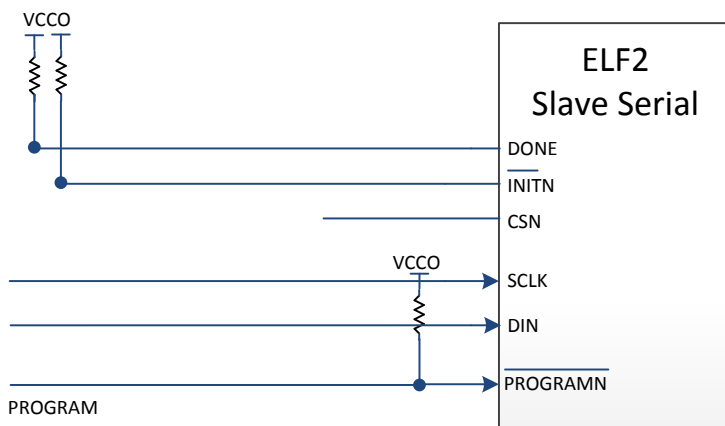 VCCO
ELF2
Slave Serial
DONE
INITN
CSN
VCCO
SCLK
DIN
PROGRAMN
PROGRAM